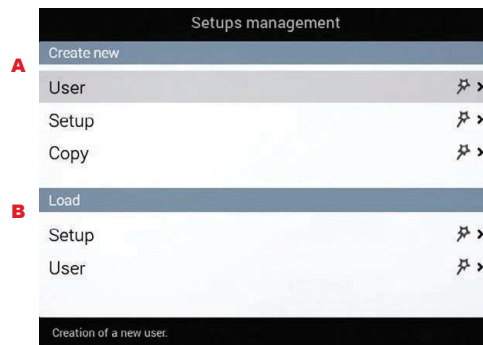 Setups management
A
Create new
User
Setup
Copy
B
Load
Setup
User
Creation of a new user.